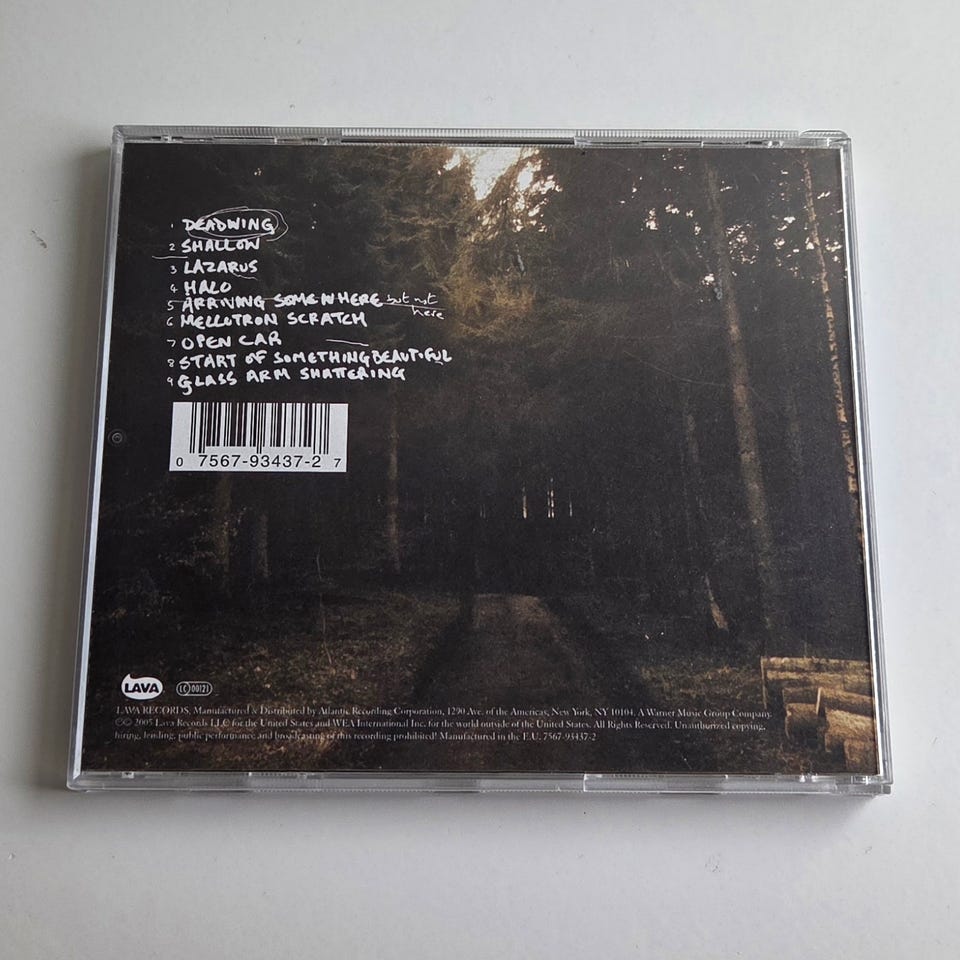 1 DEADWING
2 SHALLOW
3 LAZARUS
4 HALO
5 ARRIVING SOMEWHERE but not here
6 MELLOTRON SCRATCH
7 OPEN CAR
8 START OF SOMETHING BEAUTIFUL
9 GLASS ARM SHATTERING
0 7567-93437-2 7
LAVA LC 00121
LAVA RECORDS, Manufactured & Distributed by Atlantic Recording Corporation, 1290 Ave. of the Americas, New York, NY 10104. A Warner Music Group Company.
℗© 2005 Lava Records LLC for the United States and WEA International Inc. for the world outside of the United States. All Rights Reserved. Unauthorized copying,
hiring, lending, public performance and broadcasting of this recording prohibited! Manufactured in the E.U. 7567-93437-2